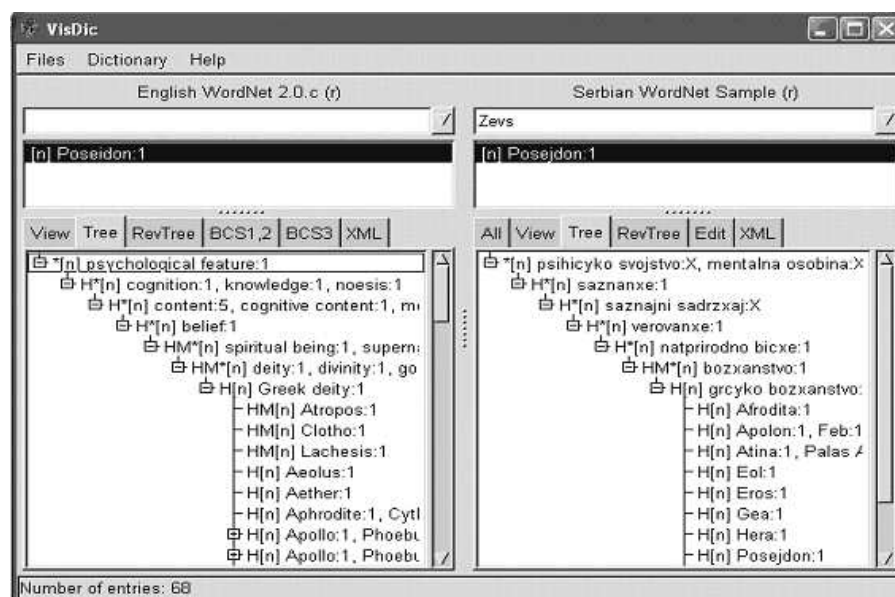 VisDic
Files Dictionary Help
English WordNet 2.0.c (r)
[n] Poseidon:1
View Tree RevTree BCS1,2 BCS3 XML
*[n] psychological feature:1
H*[n] cognition:1, knowledge:1, noesis:1
H*[n] content:5, cognitive content:1, m
H*[n] belief:1
HM*[n] spiritual being:1, supern
HM*[n] deity:1, divinity:1, go
H[n] Greek deity:1
HM[n] Atropos:1
HM[n] Clotho:1
HM[n] Lachesis:1
H[n] Aeolus:1
H[n] Aether:1
H[n] Aphrodite:1, Cyt
H[n] Apollo:1, Phoebu
H[n] Apollo:1, Phoebu
Serbian WordNet Sample (r)
Zevs
[n] Posejdon:1
All View Tree RevTree Edit XML
*[n] psihicyko svojstvo:X, mentalna osobina:X
H*[n] saznanxe:1
H*[n] saznajni sadrzxaj:X
H*[n] verovanxe:1
H*[n] natprirodno bicxe:1
HM*[n] bozxanstvo:1
H[n] grcyko bozxanstvo:
H[n] Afrodita:1
H[n] Apolon:1, Feb:1
H[n] Atina:1, Palas A
H[n] Eol:1
H[n] Eros:1
H[n] Gea:1
H[n] Hera:1
H[n] Posejdon:1
Number of entries: 68